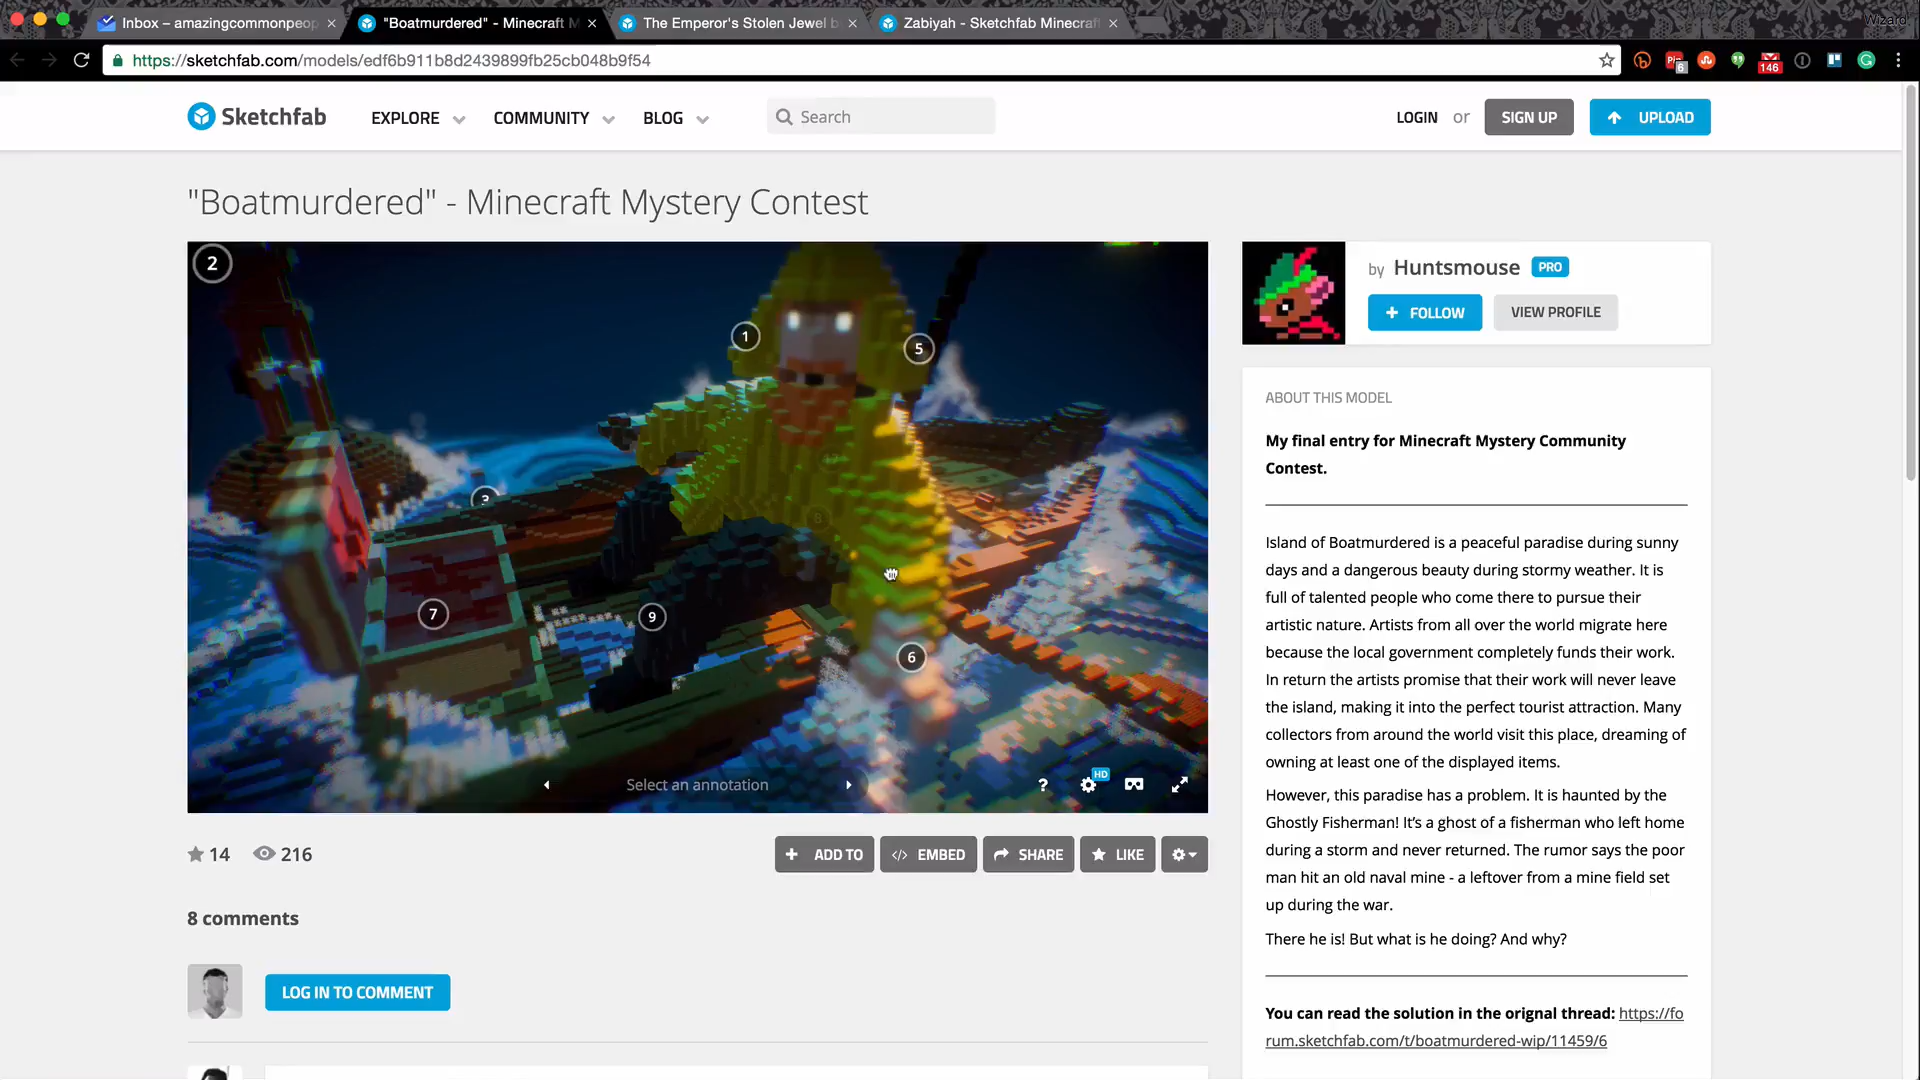 Inbox – amazingcommonpeop
"Boatmurdered" - Minecraft M
The Emperor's Stolen Jewel b
Zabiyah - Sketchfab Minecraft
Wizard
https://sketchfab.com/models/edf6b911b8d2439899fb25cb048b9f54
6
146
Sketchfab
EXPLORE
COMMUNITY
BLOG
Search
LOGIN or
SIGN UP
UPLOAD
"Boatmurdered" - Minecraft Mystery Contest
2
1
5
3
8
7
9
6
Select an annotation
?
HD
by Huntsmouse PRO
+ FOLLOW
VIEW PROFILE
ABOUT THIS MODEL
My final entry for Minecraft Mystery Community
Contest.
Island of Boatmurdered is a peaceful paradise during sunny
days and a dangerous beauty during stormy weather. It is
full of talented people who come there to pursue their
artistic nature. Artists from all over the world migrate here
because the local government completely funds their work.
In return the artists promise that their work will never leave
the island, making it into the perfect tourist attraction. Many
collectors from around the world visit this place, dreaming of
owning at least one of the displayed items.
However, this paradise has a problem. It is haunted by the
Ghostly Fisherman! It's a ghost of a fisherman who left home
during a storm and never returned. The rumor says the poor
man hit an old naval mine - a leftover from a mine field set
up during the war.
There he is! But what is he doing? And why?
You can read the solution in the orignal thread: https://fo
rum.sketchfab.com/t/boatmurdered-wip/11459/6
14
216
+ ADD TO
</> EMBED
SHARE
LIKE
8 comments
LOG IN TO COMMENT